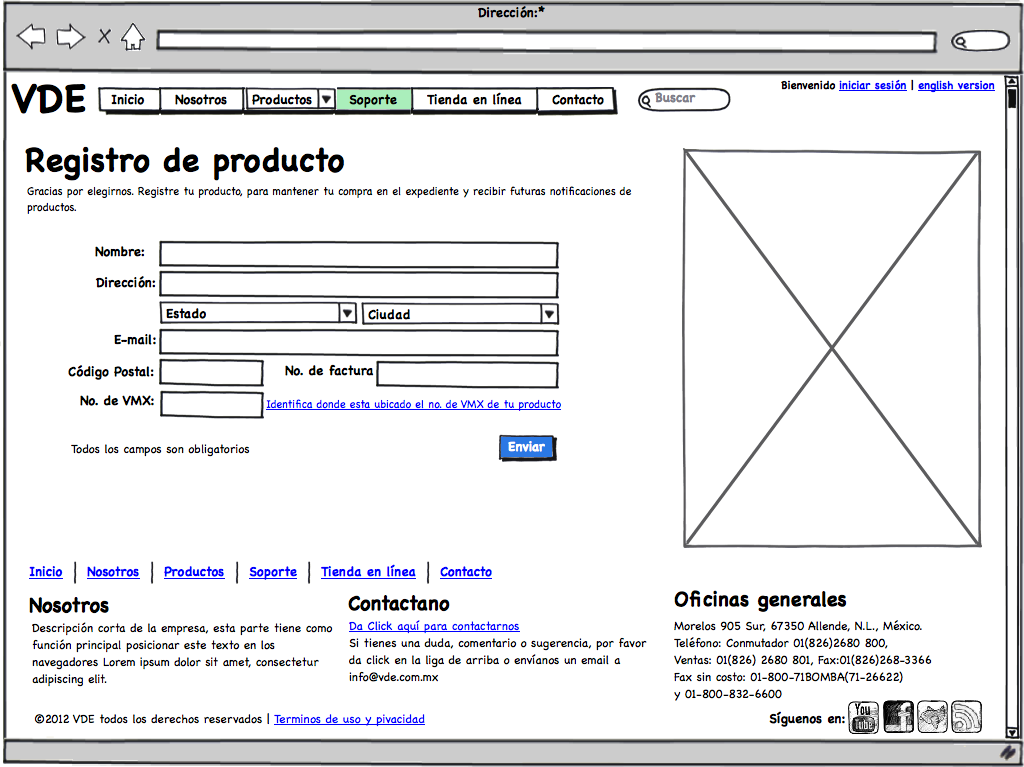 Dirección:*
Bienvenido iniciar sesión | english version
VDE
Inicio Nosotros Productos Soporte Tienda en línea Contacto
Buscar
Registro de producto
Gracias por elegirnos. Registre tu producto, para mantener tu compra en el expediente y recibir futuras notificaciones de
productos.
Nombre:
Dirección:
Estado Ciudad
E-mail:
Código Postal: No. de factura
No. de VMX: Identifica donde esta ubicado el no. de VMX de tu producto
Todos los campos son obligatorios
Enviar
Inicio | Nosotros | Productos | Soporte | Tienda en línea | Contacto
Nosotros
Descripción corta de la empresa, esta parte tiene como
función principal posicionar este texto en los
navegadores Lorem ipsum dolor sit amet, consectetur
adipiscing elit.
Contactano
Da Click aquí para contactarnos
Si tienes una duda, comentario o sugerencia, por favor
da click en la liga de arriba o envíanos un email a
info@vde.com.mx
Oficinas generales
Morelos 905 Sur, 67350 Allende, N.L., México.
Teléfono: Conmutador 01(826)2680 800,
Ventas: 01(826) 2680 801, Fax:01(826)268-3366
Fax sin costo: 01-800-71BOMBA(71-26622)
y 01-800-832-6600
©2012 VDE todos los derechos reservados | Terminos de uso y pivacidad
Síguenos en:
You
Tube